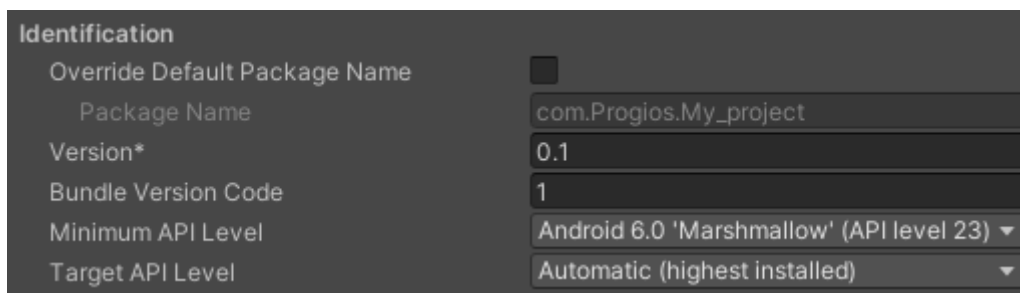 Identification
Override Default Package Name
Package Name com.Progios.My_project
Version* 0.1
Bundle Version Code 1
Minimum API Level Android 6.0 'Marshmallow' (API level 23)
Target API Level Automatic (highest installed)